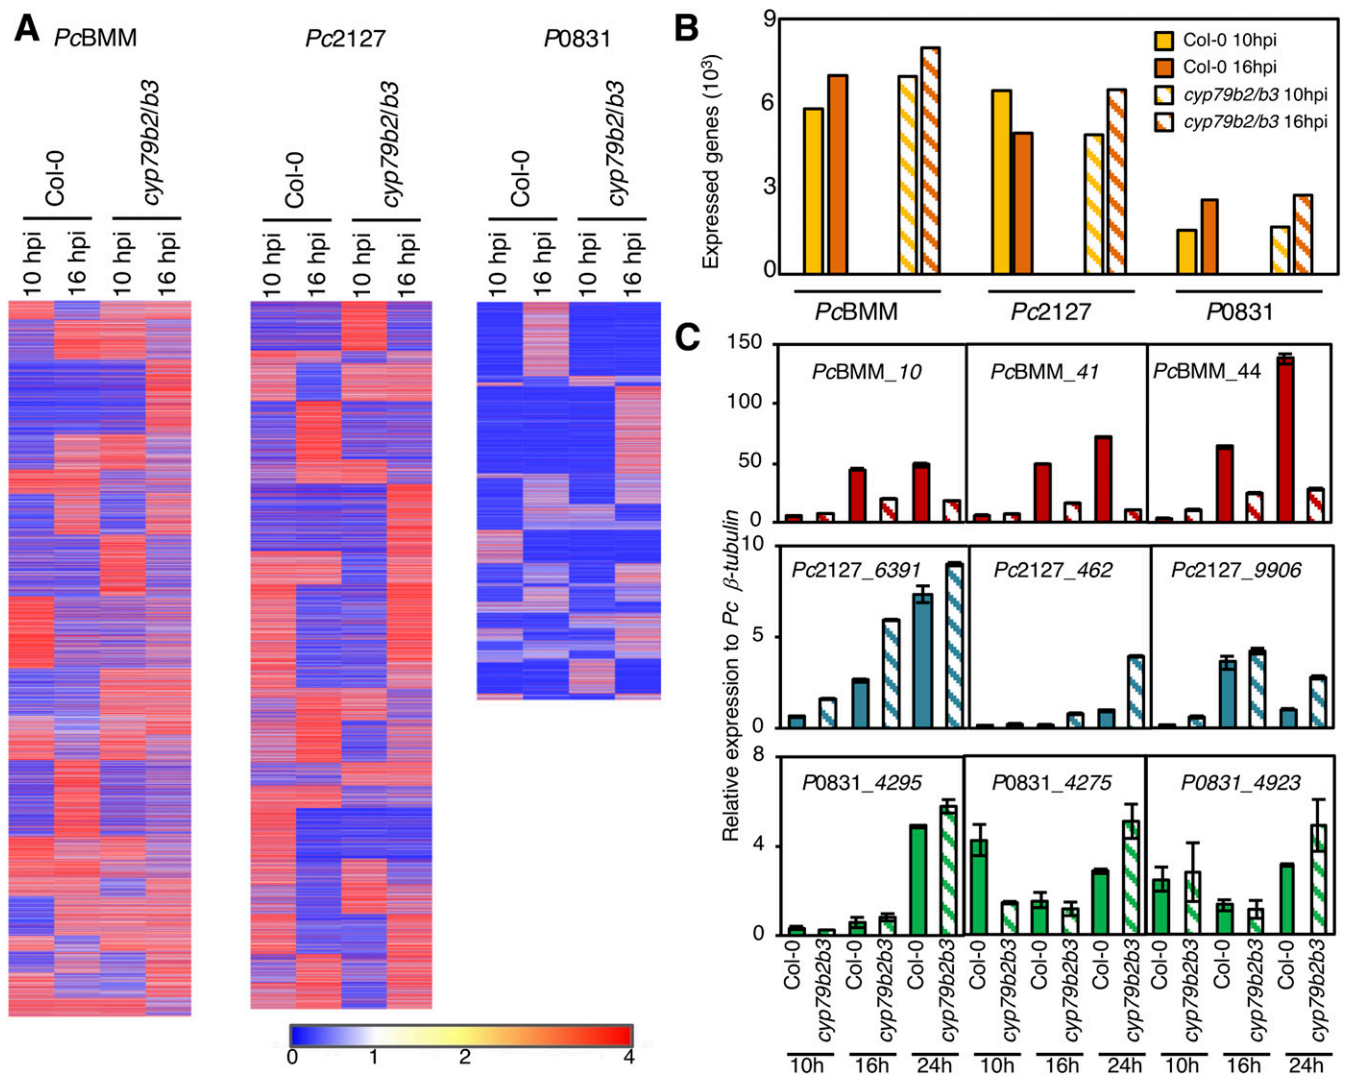 A
PcBMM
Pc2127
P0831
Col-0
cyp79b2/b3
Col-0
cyp79b2/b3
Col-0
cyp79b2/b3
10 hpi
16 hpi
10 hpi
16 hpi
10 hpi
16 hpi
10 hpi
16 hpi
10 hpi
16 hpi
10 hpi
16 hpi
0
1
2
4
B
Expressed genes (10³)
9
6
3
0
Col-0 10hpi
Col-0 16hpi
cyp79b2/b3 10hpi
cyp79b2/b3 16hpi
PcBMM
Pc2127
P0831
C
Relative expression to Pc β-tubulin
150
100
50
0
PcBMM_10
PcBMM_41
PcBMM_44
10
5
0
Pc2127_6391
Pc2127_462
Pc2127_9906
8
4
0
P0831_4295
P0831_4275
P0831_4923
Col-0
cyp79b2b3
Col-0
cyp79b2b3
Col-0
cyp79b2b3
Col-0
cyp79b2b3
Col-0
cyp79b2b3
Col-0
cyp79b2b3
Col-0
cyp79b2b3
Col-0
cyp79b2b3
Col-0
cyp79b2b3
10h
16h
24h
10h
16h
24h
10h
16h
24h